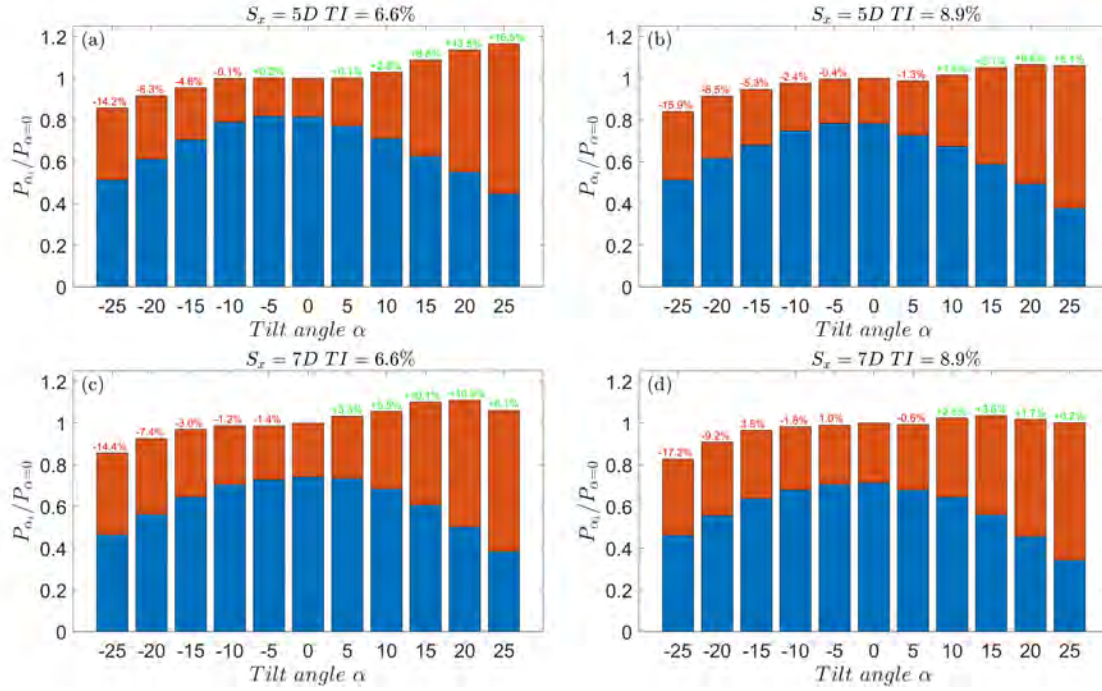 S_x = 5D TI = 6.6%
(a)
P_{α_i}/P_{α=0}
1.2
1
0.8
0.6
0.4
0.2
0
-14.2% -8.3% -4.6% -0.1% +0.2% +0.1% +2.8% +13.6% +16.5%
-25 -20 -15 -10 -5 0 5 10 15 20 25
Tilt angle α
S_x = 5D TI = 8.9%
(b)
P_{α_i}/P_{α=0}
1.2
1
0.8
0.6
0.4
0.2
0
-15.9% -8.5% -5.3% -2.4% -0.4% -1.3% +6.1%
-25 -20 -15 -10 -5 0 5 10 15 20 25
Tilt angle α
S_x = 7D TI = 6.6%
(c)
P_{α_i}/P_{α=0}
1.2
1
0.8
0.6
0.4
0.2
0
-14.4% -7.4% -3.0% -1.2% -1.4% +5.5% +10.1% +10.9% +6.1%
-25 -20 -15 -10 -5 0 5 10 15 20 25
Tilt angle α
S_x = 7D TI = 8.9%
(d)
P_{α_i}/P_{α=0}
1.2
1
0.8
0.6
0.4
0.2
0
-17.2% -9.2% 3.8% -1.8% 1.0% -0.6% +3.6% +1.7% +0.2%
-25 -20 -15 -10 -5 0 5 10 15 20 25
Tilt angle α